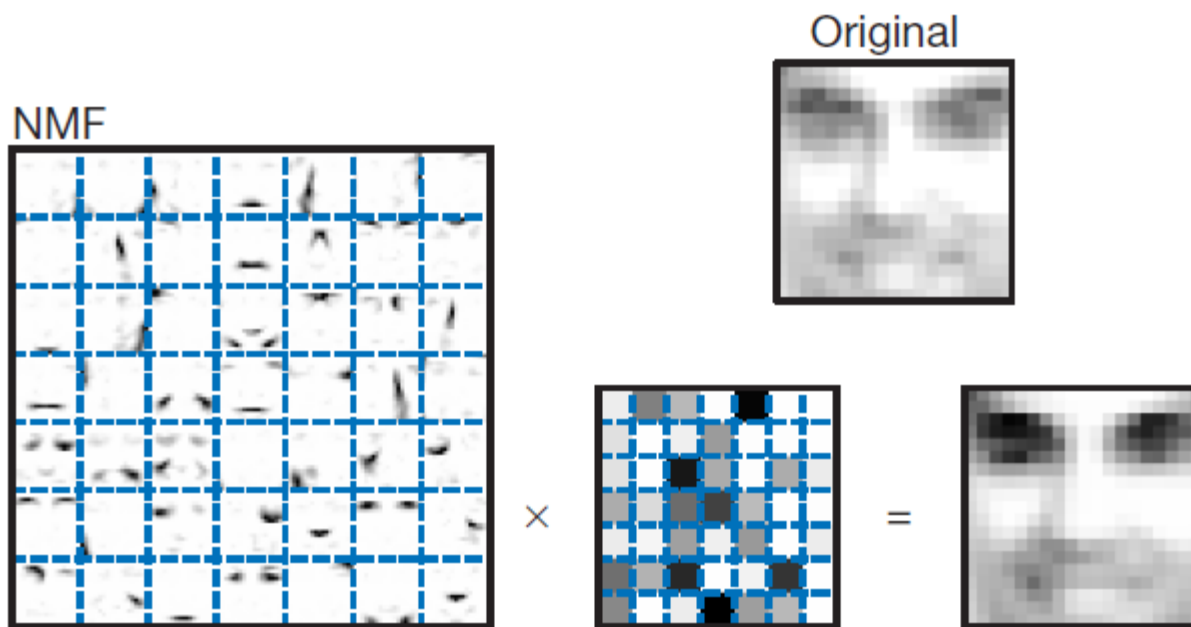 Original
NMF
×
=